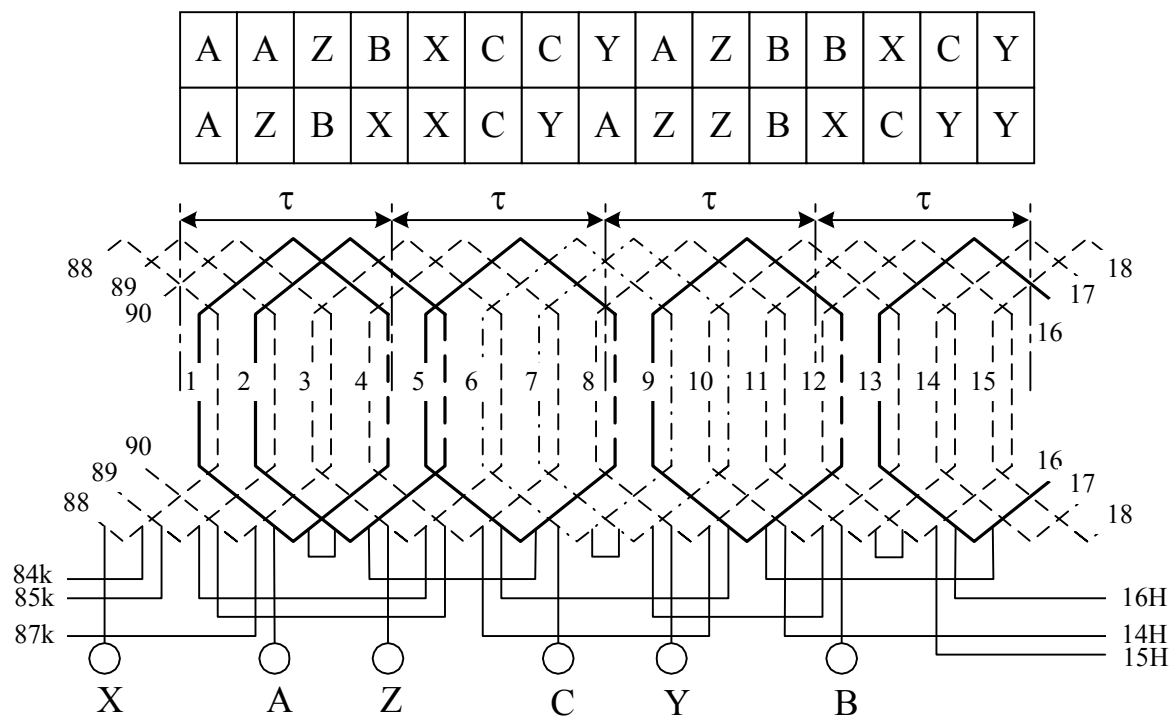 A A Z B X C C Y A Z B B X C Y
A Z B X X C Y A Z Z B X C Y Y
τ τ τ τ
88 18
89 17
90 16
1 2 3 4 5 6 7 8 9 10 11 12 13 14 15
90 16
89 17
88 18
84k
85k 16H
87k 14H
15H
X A Z C Y B